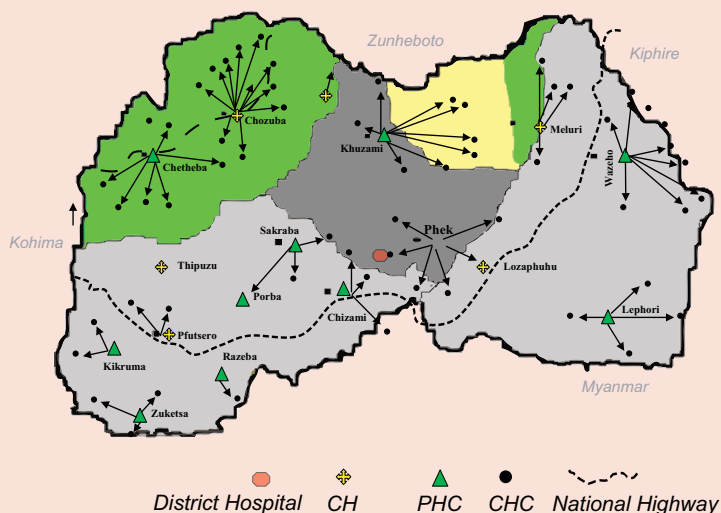 Zunheboto
Kiphire
Chozuba
Meluri
Khuzami
Chetheba
Wazeho
Sakraba
Phek
Kohima
Thipuzu
Lozaphuhu
Porba
Chizami
Lephori
Pfutsero
Razeba
Kikruma
Myanmar
Zuketsa
District Hospital CH PHC CHC National Highway